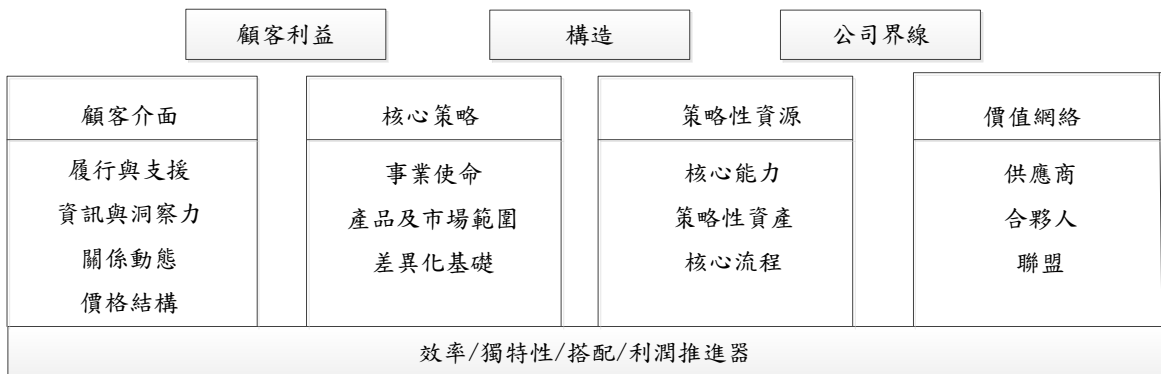 顧客利益
構造
公司界線
顧客介面
履行與支援
資訊與洞察力
關係動態
價格結構
核心策略
事業使命
產品及市場範圍
差異化基礎
策略性資源
核心能力
策略性資產
核心流程
價值網絡
供應商
合夥人
聯盟
效率/獨特性/搭配/利潤推進器